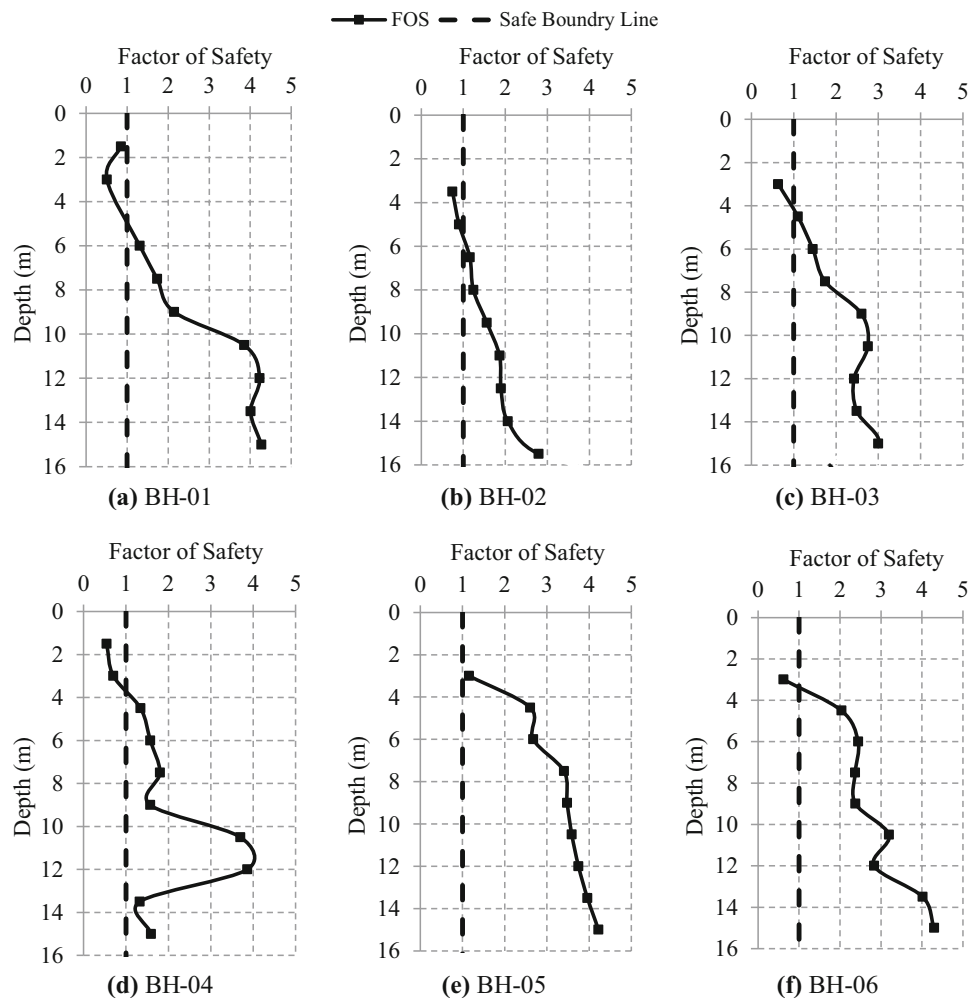 FOS Safe Boundry Line
Factor of Safety Factor of Safety Factor of Safety
0 1 2 3 4 5 0 1 2 3 4 5 0 1 2 3 4 5
0 0 0
2 2 2
4 4 4
6 6 6
8 8 8
10 10 10
12 12 12
14 14 14
16 16 16
Depth (m) Depth (m) Depth (m)
(a) BH-01 (b) BH-02 (c) BH-03
Factor of Safety Factor of Safety Factor of Safety
0 1 2 3 4 5 0 1 2 3 4 5 0 1 2 3 4 5
0 0 0
2 2 2
4 4 4
6 6 6
8 8 8
10 10 10
12 12 12
14 14 14
16 16 16
Depth (m) Depth (m) Depth (m)
(d) BH-04 (e) BH-05 (f) BH-06